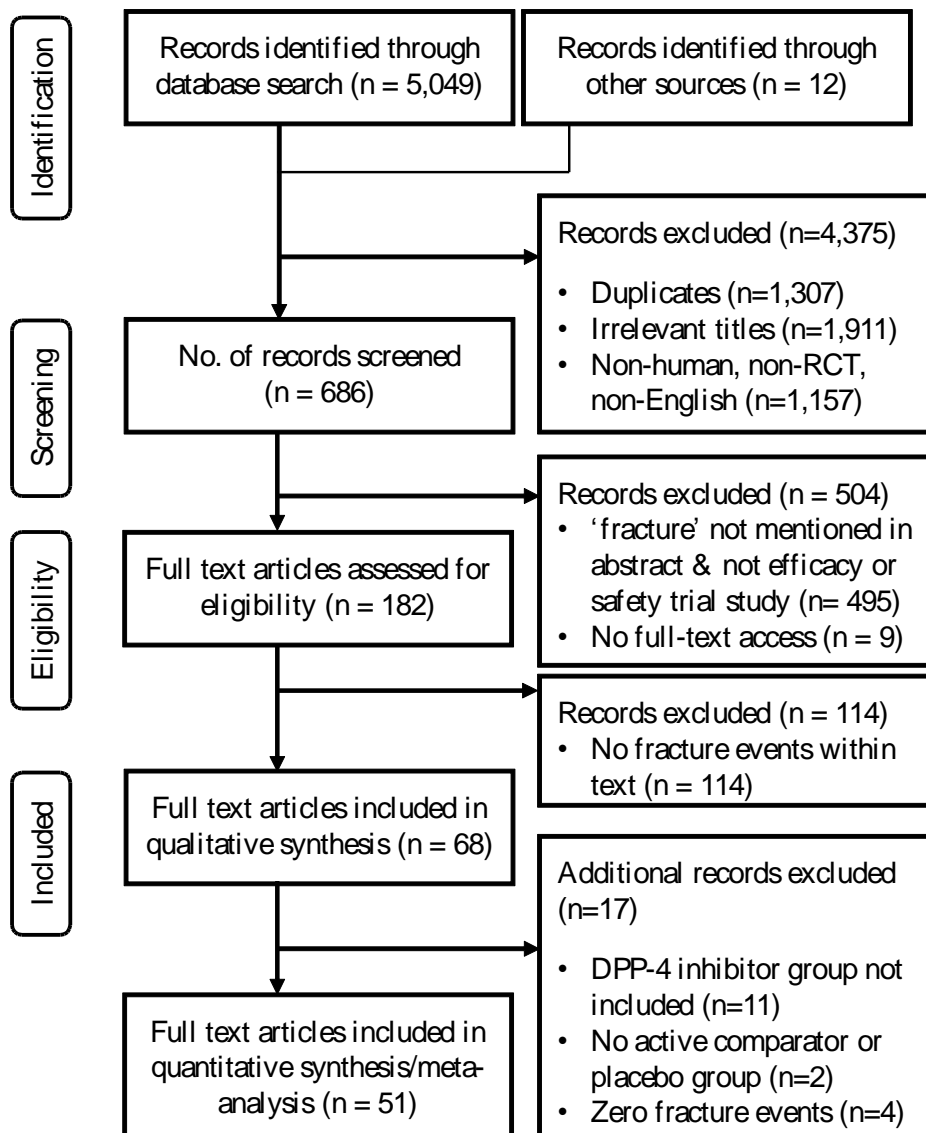 Identification
Records identified through
database search (n = 5,049)
Records identified through
other sources (n = 12)
Records excluded (n=4,375)
• Duplicates (n=1,307)
• Irrelevant titles (n=1,911)
• Non-human, non-RCT,
non-English (n=1,157)
Screening
No. of records screened
(n = 686)
Records excluded (n = 504)
• ‘fracture’ not mentioned in
abstract & not efficacy or
safety trial study (n= 495)
• No full-text access (n = 9)
Eligibility
Full text articles assessed for
eligibility (n = 182)
Records excluded (n = 114)
• No fracture events within
text (n = 114)
Included
Full text articles included in
qualitative synthesis (n = 68)
Additional records excluded
(n=17)
• DPP-4 inhibitor group not
included (n=11)
• No active comparator or
placebo group (n=2)
• Zero fracture events (n=4)
Full text articles included in
quantitative synthesis/meta-
analysis (n = 51)